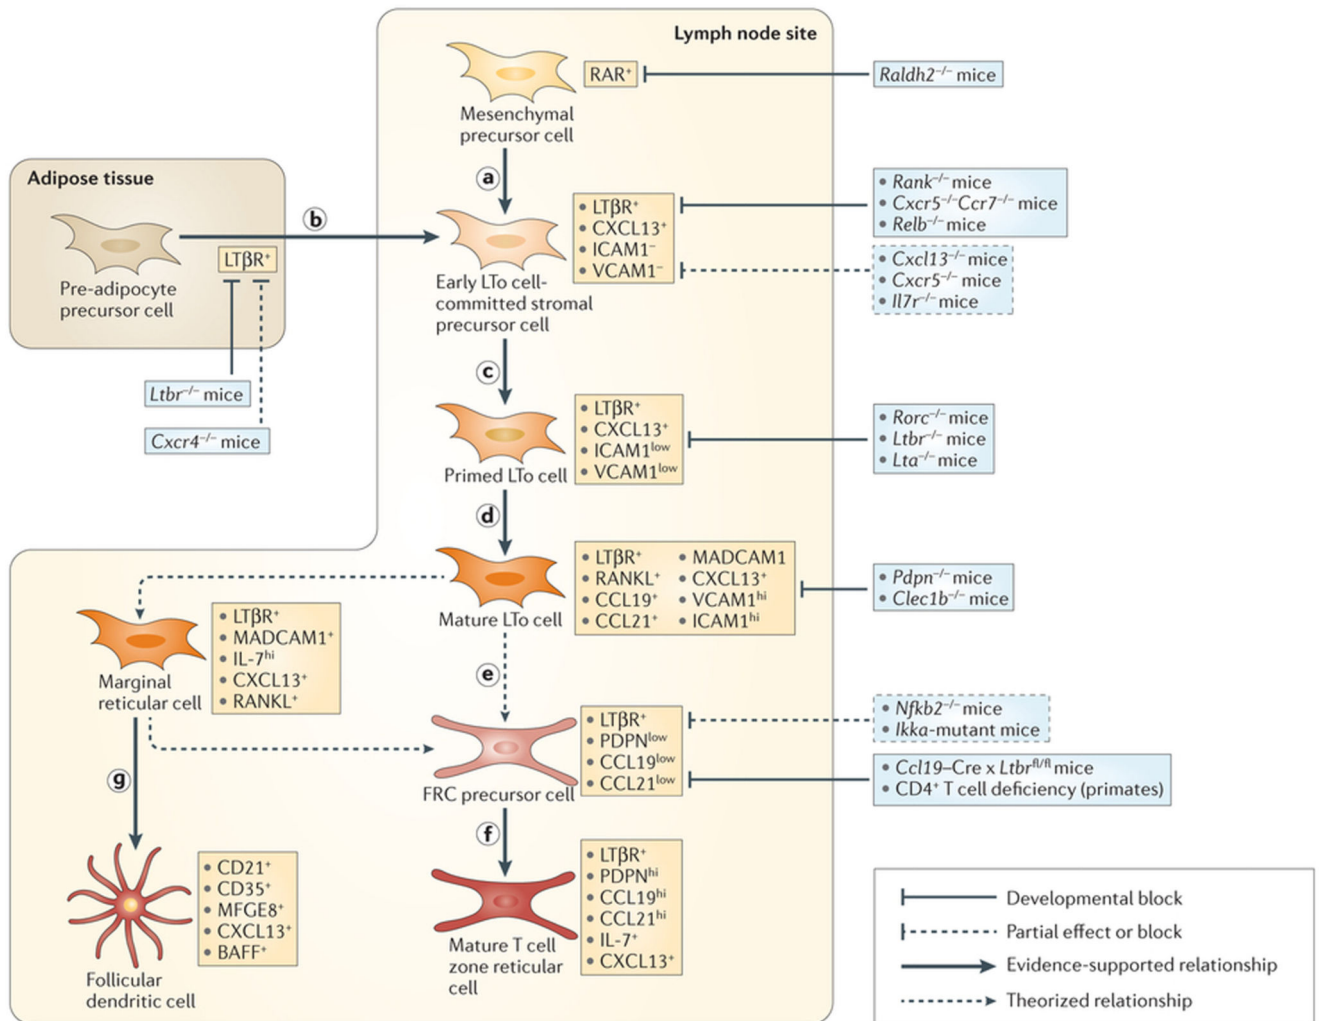 Lymph node site
RAR⁺
Raldh2⁻/⁻ mice
Mesenchymal
precursor cell
a
Adipose tissue
b
LTβR⁺
Pre-adipocyte
precursor cell
Ltbr⁻/⁻ mice
Cxcr4⁻/⁻ mice
• LTβR⁺
• CXCL13⁺
• ICAM1⁻
• VCAM1⁻
Early LTo cell-
committed stromal
precursor cell
• Rank⁻/⁻ mice
• Cxcr5⁻/⁻Ccr7⁻/⁻ mice
• Relb⁻/⁻ mice
• Cxcl13⁻/⁻ mice
• Cxcr5⁻/⁻ mice
• Il7r⁻/⁻ mice
c
• LTβR⁺
• CXCL13⁺
• ICAM1ˡᵒʷ
• VCAM1ˡᵒʷ
Primed LTo cell
• Rorc⁻/⁻ mice
• Ltbr⁻/⁻ mice
• Lta⁻/⁻ mice
d
• LTβR⁺
• RANKL⁺
• CCL19⁺
• CCL21⁺
• MADCAM1
• CXCL13⁺
• VCAM1ʰⁱ
• ICAM1ʰⁱ
Mature LTo cell
• Pdpn⁻/⁻ mice
• Clec1b⁻/⁻ mice
• LTβR⁺
• MADCAM1⁺
• IL-7ʰⁱ
• CXCL13⁺
• RANKL⁺
Marginal
reticular cell
e
• LTβR⁺
• PDPNˡᵒʷ
• CCL19ˡᵒʷ
• CCL21ˡᵒʷ
FRC precursor cell
• Nfkb2⁻/⁻ mice
• Ikka-mutant mice
• Ccl19–Cre x Ltbrᶠˡ/ᶠˡ mice
• CD4⁺ T cell deficiency (primates)
g
f
• CD21⁺
• CD35⁺
• MFGE8⁺
• CXCL13⁺
• BAFF⁺
Follicular
dendritic cell
• LTβR⁺
• PDPNʰⁱ
• CCL19ʰⁱ
• CCL21ʰⁱ
• IL-7⁺
• CXCL13⁺
Mature T cell
zone reticular
cell
Developmental block
Partial effect or block
Evidence-supported relationship
Theorized relationship